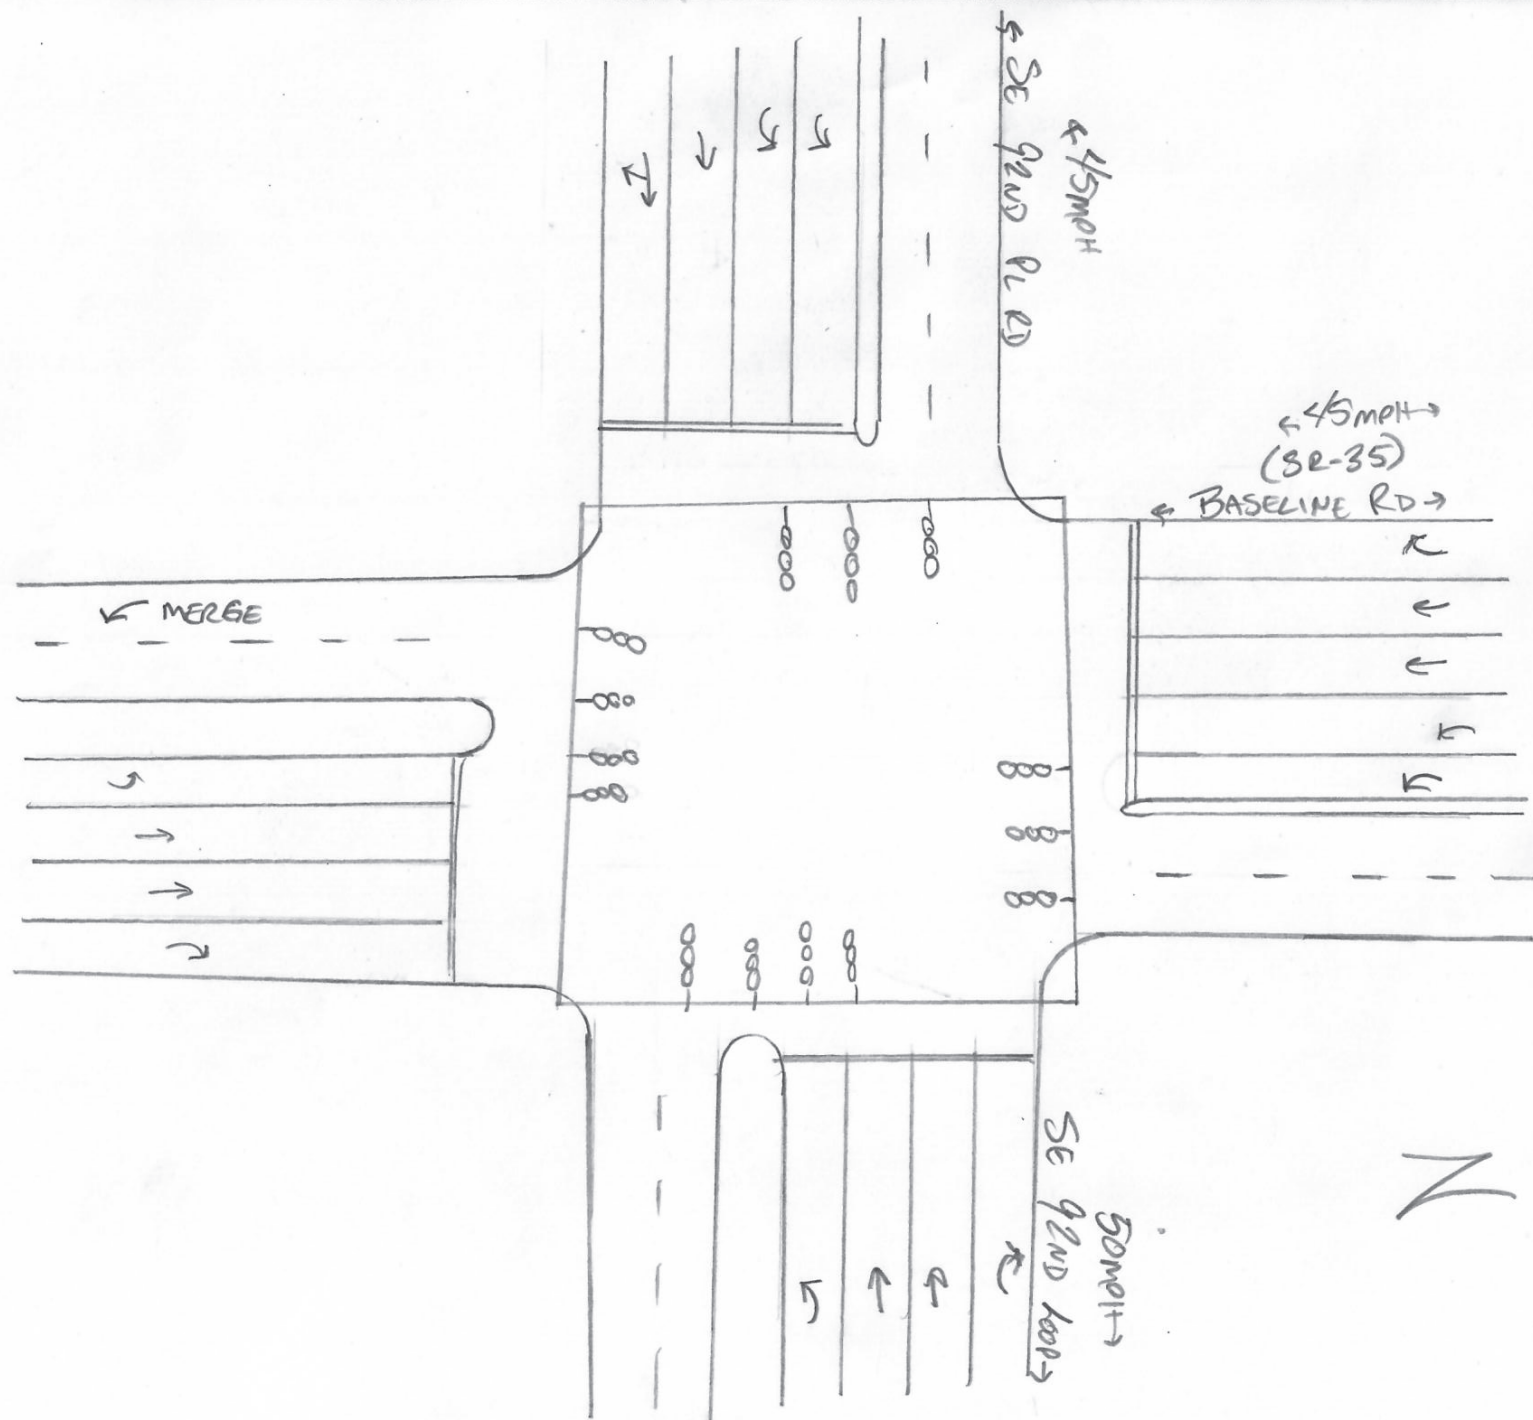 ← SE 92ND PL RD
← 45MPH
← 45MPH →
(SR-35)
← BASELINE RD →
↙ MERGE
SE 92ND LOOP →
50MPH →
N